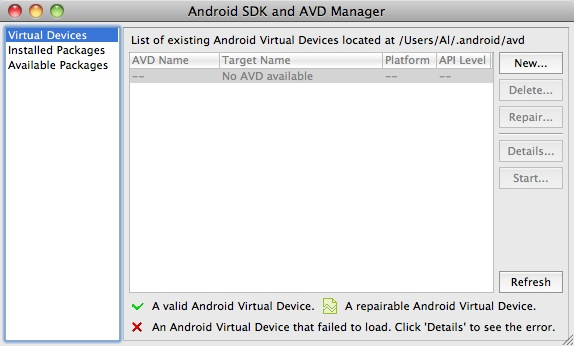 Android SDK and AVD Manager
Virtual Devices
Installed Packages
Available Packages
List of existing Android Virtual Devices located at /Users/Al/.android/avd
AVD Name Target Name Platform API Level
-- No AVD available -- --
New...
Delete...
Repair...
Details...
Start...
Refresh
A valid Android Virtual Device. A repairable Android Virtual Device.
An Android Virtual Device that failed to load. Click 'Details' to see the error.